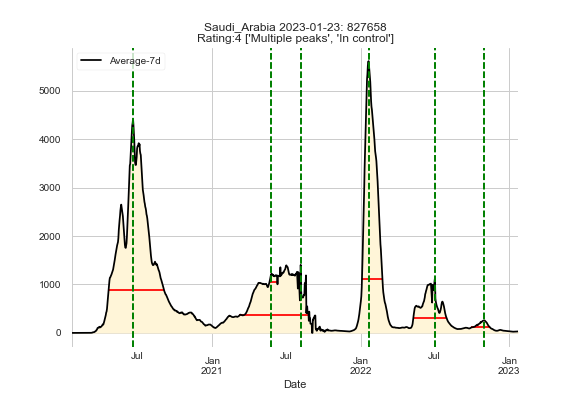 Saudi_Arabia 2023-01-23: 827658
Rating:4 ['Multiple peaks', 'In control']
Average-7d
5000
4000
3000
2000
1000
0
Jul
Jan
2021
Jul
Jan
2022
Jul
Jan
2023
Date